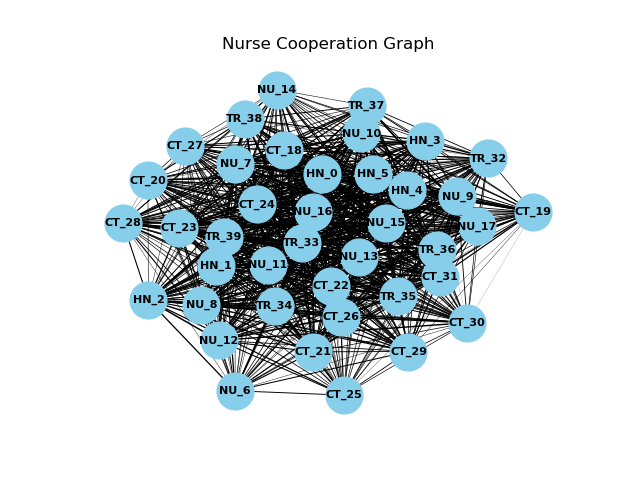 Nurse Cooperation Graph
NU_14
TR_37
TR_38
NU_10
HN_3
CT_27
CT_18
TR_32
NU_7
HN_0
HN_5
CT_20
HN_4
NU_9
CT_24
NU_16
CT_19
CT_28
CT_23
NU_15
NU_17
TR_39
TR_33
TR_36
HN_1
NU_11
NU_13
CT_31
CT_22
HN_2
NU_8
TR_34
TR_35
CT_26
CT_30
NU_12
CT_21
CT_29
NU_6
CT_25